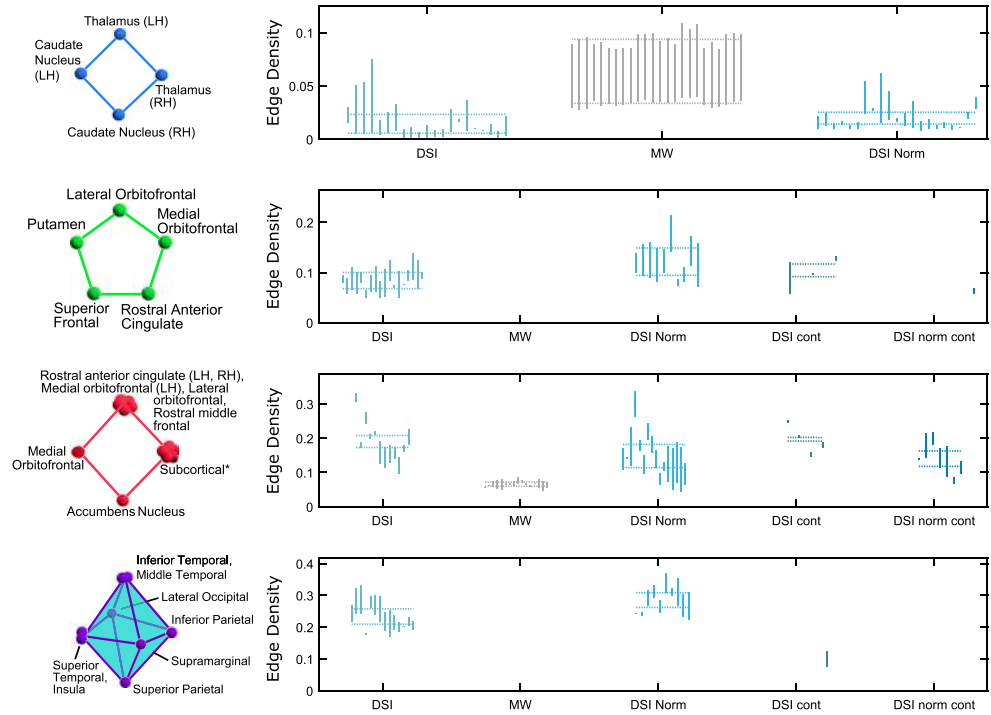 Thalamus (LH)
Caudate
Nucleus
(LH)
Thalamus
(RH)
Caudate Nucleus (RH)
Edge Density
0.1
0.05
0
DSI
MW
DSI Norm
Lateral Orbitofrontal
Putamen
Medial
Orbitofrontal
Superior
Frontal
Rostral Anterior
Cingulate
Edge Density
0.2
0.1
0
DSI
MW
DSI Norm
DSI cont
DSI norm cont
Rostral anterior cingulate (LH, RH),
Medial orbitofrontal (LH), Lateral
orbitofrontal,
Rostral middle
frontal
Medial
Orbitofrontal
Subcortical*
Accumbens Nucleus
Edge Density
0.3
0.2
0.1
0
DSI
MW
DSI Norm
DSI cont
DSI norm cont
Inferior Temporal,
Middle Temporal
Lateral Occipital
Inferior Parietal
Supramarginal
Superior
Temporal,
Insula
Superior Parietal
Edge Density
0.4
0.3
0.2
0.1
0
DSI
MW
DSI Norm
DSI cont
DSI norm cont